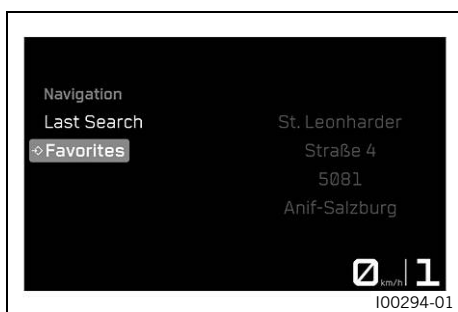 Navigation
Last Search
Favorites
St. Leonharder
Straße 4
5081
Anif-Salzburg
0 km/h 1
I00294-01